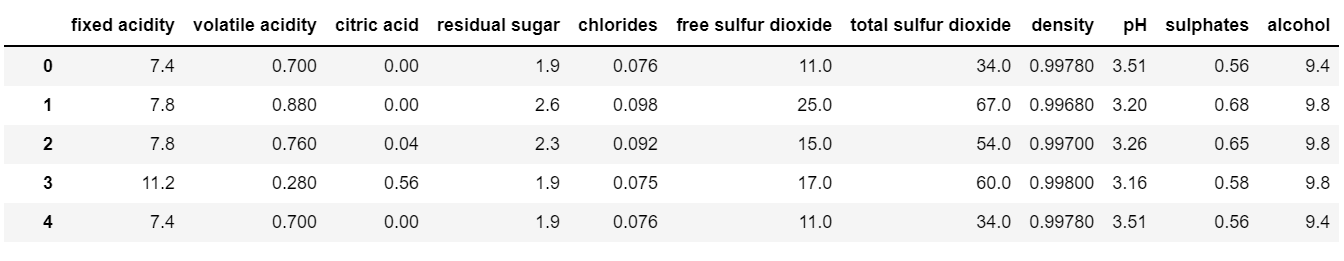 fixed acidity volatile acidity citric acid residual sugar chlorides free sulfur dioxide total sulfur dioxide density pH sulphates alcohol
0 7.4 0.700 0.00 1.9 0.076 11.0 34.0 0.99780 3.51 0.56 9.4
1 7.8 0.880 0.00 2.6 0.098 25.0 67.0 0.99680 3.20 0.68 9.8
2 7.8 0.760 0.04 2.3 0.092 15.0 54.0 0.99700 3.26 0.65 9.8
3 11.2 0.280 0.56 1.9 0.075 17.0 60.0 0.99800 3.16 0.58 9.8
4 7.4 0.700 0.00 1.9 0.076 11.0 34.0 0.99780 3.51 0.56 9.4